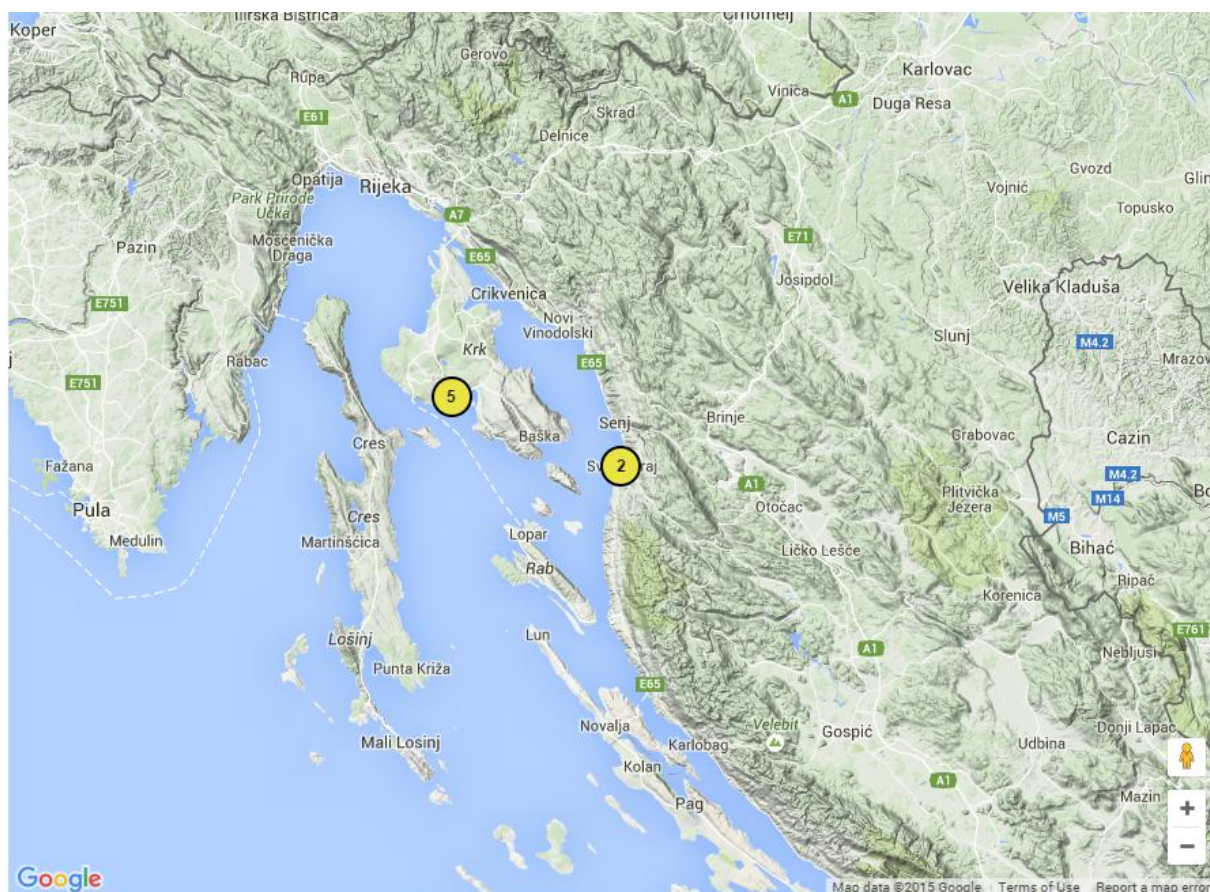 Koper
Ilirska Bistrica
Črnomelj
Gerovo
Rupa
Karlovac
Vinica
A1
Duga Resa
Skrad
E61
Delnice
Opatija
Rijeka
Gvoz​d
Glin
Park Prirode
Učka
Vojnić
Topusko
A7
Mošćenička
Draga
Pazin
E71
E65
Josipdol
Crikvenica
Velika Kladuša
E751
Novi
Vinodolski
Slunj
M4.2
Mrazov
Krk
Rabac
E65
E751
5
Senj
Brinje
Baška
Grabovac
Cres
Cazin
2
Fažana
A1
M4.2
Plitvička
Jezera
M14
Pula
Cres
Otočac
M5
Medulin
Martinšćica
Lopar
Ličko Lešće
Bihać
Rab
Ripač
Korenica
Lun
E761
Lošinj
A1
Nebljusi
Punta Križa
E65
Novalja
Velebit
Gospić
Donji Lapac
Mali Losinj
Karlobag
Udbina
Kolan
A1
Mazin
Pag
+
−
Google
Map data ©2015 Google
Terms of Use
Report a map error